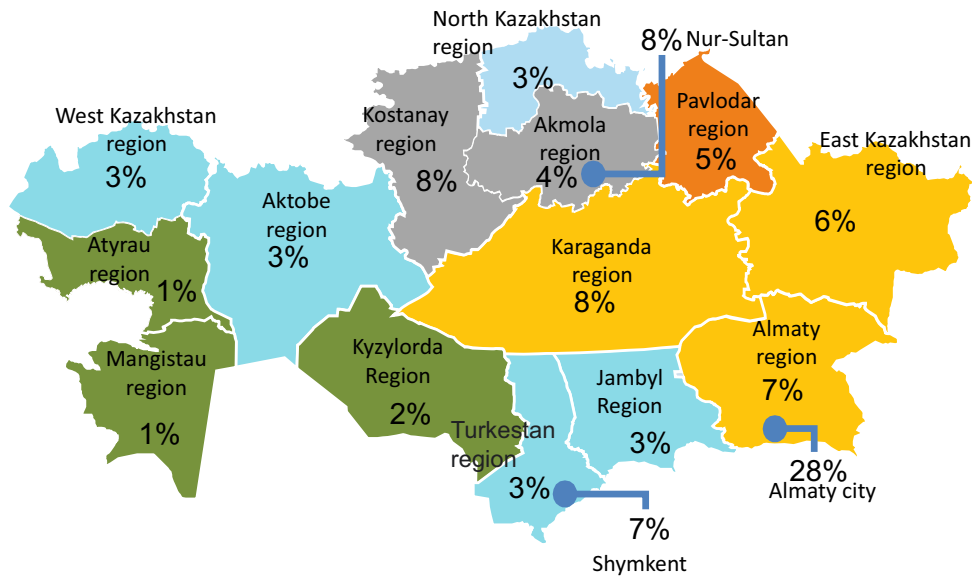 North Kazakhstan
region
3%
8%
Nur-Sultan
West Kazakhstan
region
3%
Kostanay
region
8%
Akmola
region
4%
Pavlodar
region
5%
East Kazakhstan
region
6%
Aktobe
region
3%
Atyrau
region
1%
Karaganda
region
8%
Mangistau
region
1%
Kyzylorda
Region
2%
Almaty
region
7%
Jambyl
Region
3%
Turkestan
region
3%
28%
Almaty city
7%
Shymkent